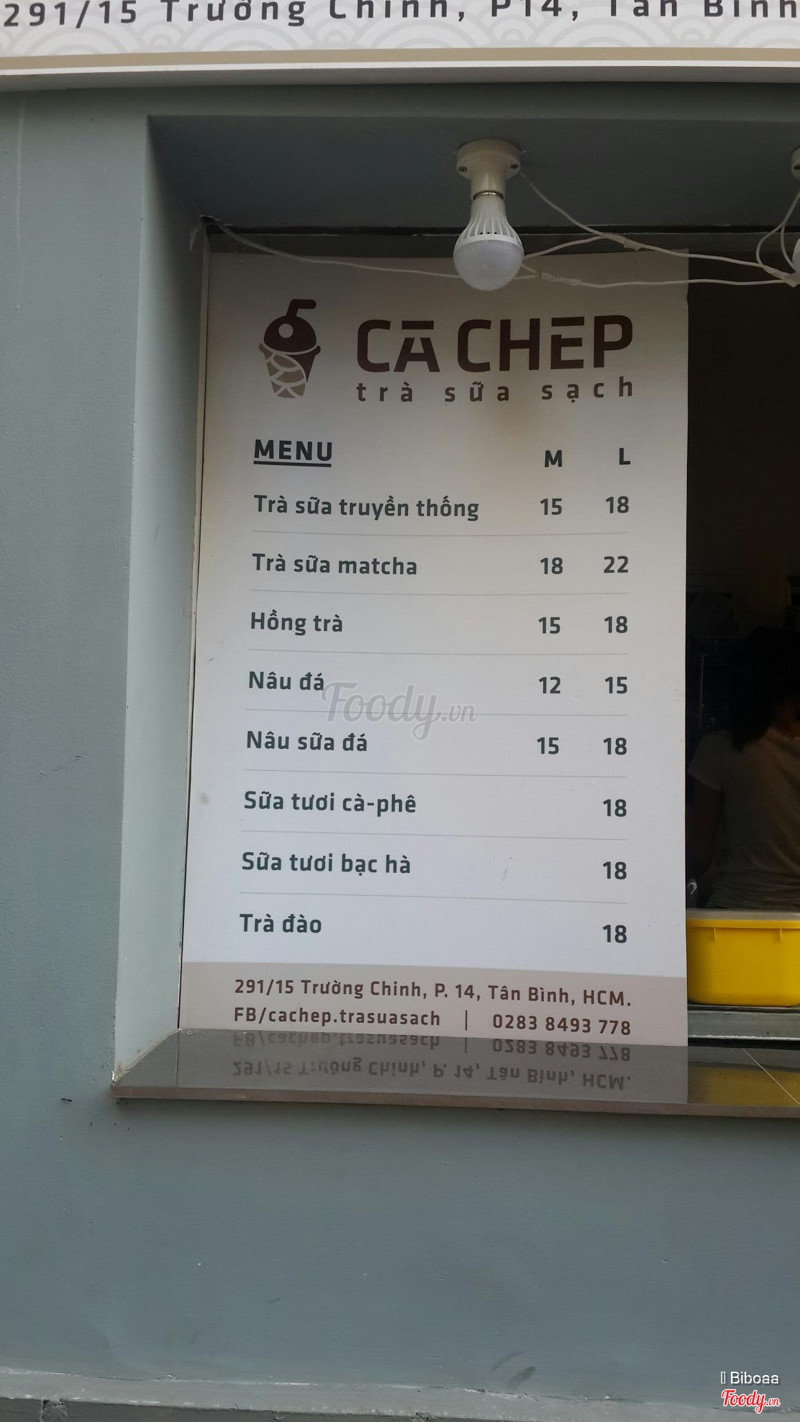 291/15 Trường Chinh, P14, Tân Bình
CĀ CHĒP
trà sữa sạch
MENU M L
Trà sữa truyền thống 15 18
Trà sữa matcha 18 22
Hồng trà 15 18
Nâu đá 12 15
Foody.vn
Nâu sữa đá 15 18
Sữa tươi cà-phê 18
Sữa tươi bạc hà 18
Trà đào 18
291/15 Trường Chinh, P. 14, Tân Bình, HCM.
FB/cachep.trasuasach | 0283 8493 778
Biboaa
Foody.vn